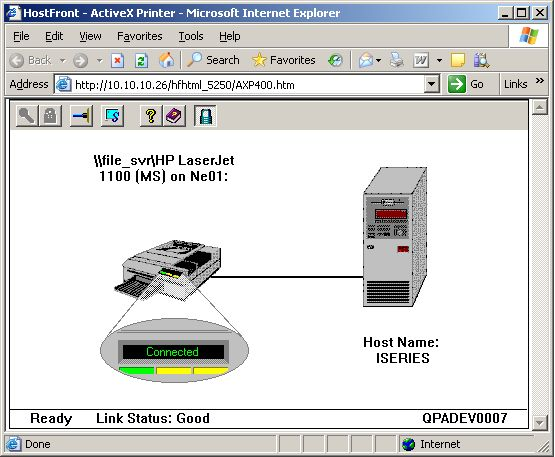 HostFront - ActiveX Printer - Microsoft Internet Explorer
File Edit View Favorites Tools Help
Back Search Favorites
Address http://10.10.10.26/hfhtml_5250/AXP400.htm Go Links »
\\file_svr\HP LaserJet
1100 (MS) on Ne01:
Connected
Host Name:
ISERIES
Ready Link Status: Good QPADEV0007
Done Internet